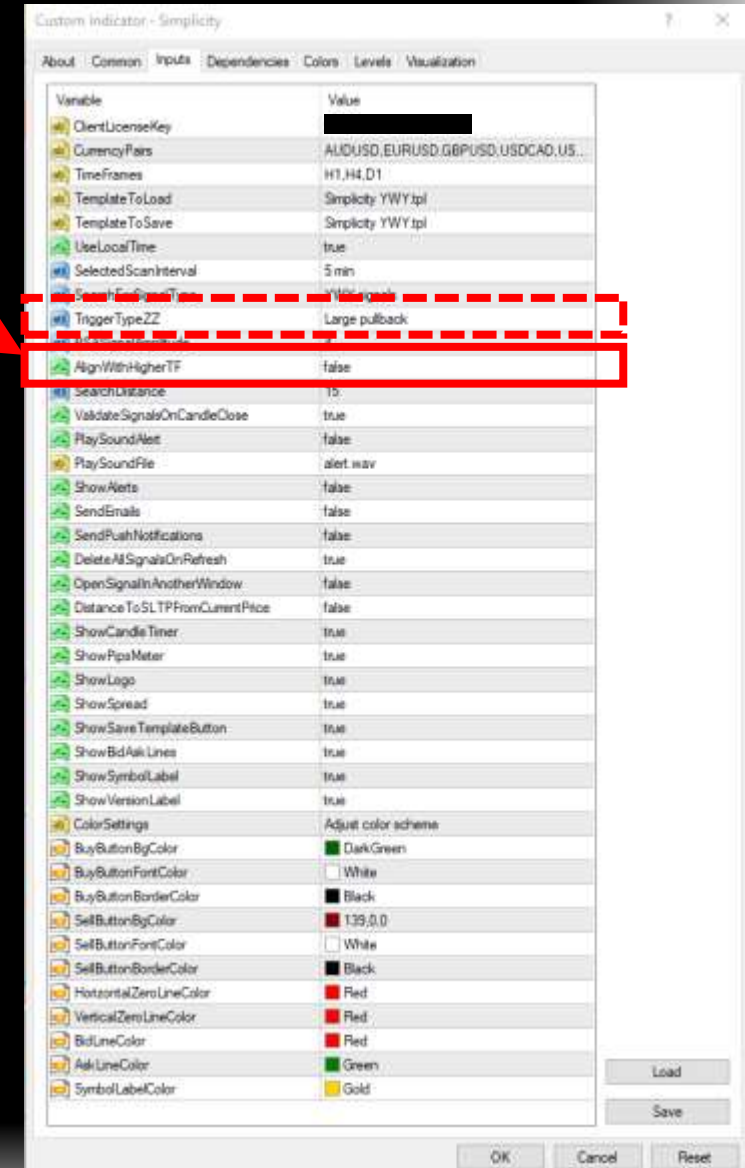 Custom Indicator - Simplicity ? ×
About Common Inputs Dependencies Colors Levels Visualization
Variable Value
ClientLicenseKey
CurrencyPairs AUDUSD,EURUSD,GBPUSD,USDCAD,US...
TimeFrames H1,H4,D1
TemplateToLoad Simplicity YWY.tpl
TemplateToSave Simplicity YWY.tpl
UseLocalTime true
SelectedScanInterval 5 min
signals
TriggerTypeZZ Large pullback
AlignWithHigherTF false
SearchDistance 15
ValidateSignalsOnCandleClose true
PlaySoundAlert false
PlaySoundFile alert.wav
ShowAlerts false
SendEmails false
SendPushNotifications false
DeleteAllSignalsOnRefresh true
OpenSignalInAnotherWindow false
DistanceToSLTPFromCurrentPrice false
ShowCandleTimer true
ShowPipsMeter true
ShowLogo true
ShowSpread true
ShowSaveTemplateButton true
ShowBidAskLines true
ShowSymbolLabel true
ShowVersionLabel true
ColorSettings Adjust color scheme
BuyButtonBgColor DarkGreen
BuyButtonFontColor White
BuyButtonBorderColor Black
SellButtonBgColor 139,0,0
SellButtonFontColor White
SellButtonBorderColor Black
HorizontalZeroLineColor Red
VerticalZeroLineColor Red
BidLineColor Red
AskLineColor Green
SymbolLabelColor Gold
Load
Save
OK Cancel Reset